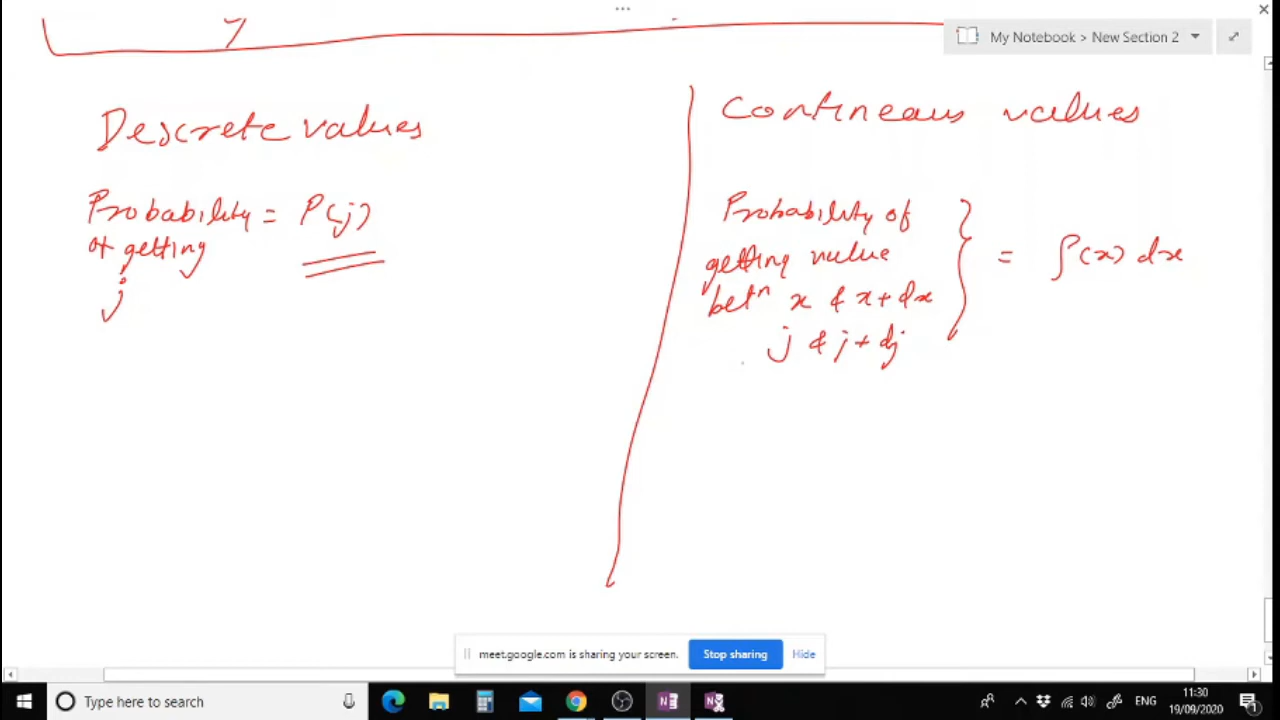 My Notebook > New Section 2
Descrete values
Probability = P(j)
of getting
j
Contineaus values
Probability of
getting value
betⁿ x & x+dx
j & j+dj
= ρ(x) dx
meet.google.com is sharing your screen.
Stop sharing
Hide
Type here to search
ENG
11:30
19/09/2020
1